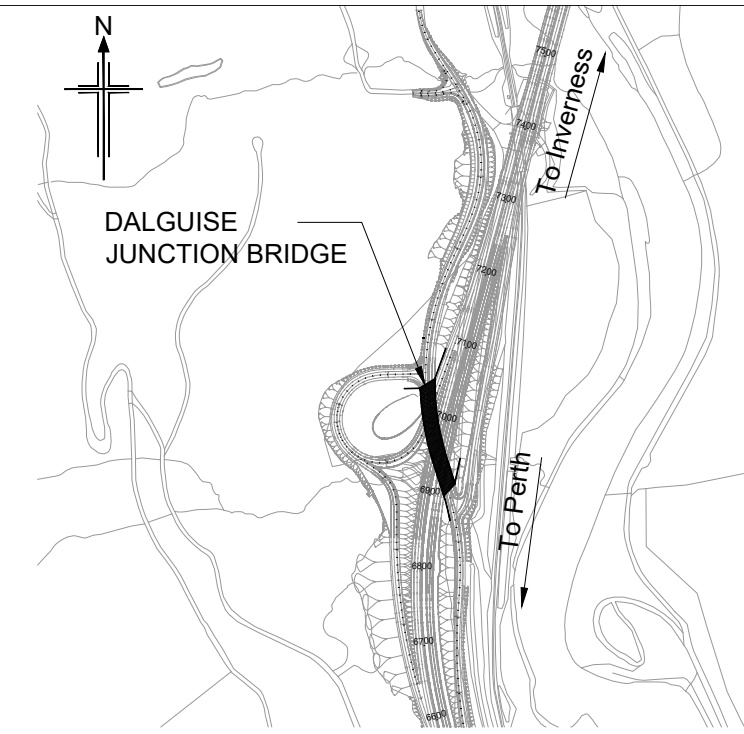 N
7500
To Inverness
7400
7300
DALGUISE
JUNCTION BRIDGE
7200
7100
7000
To Perth
6900
6800
6700
6600